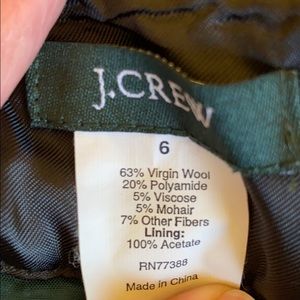 J.CREW
6
63% Virgin Wool
20% Polyamide
5% Viscose
5% Mohair
7% Other Fibers
Lining:
100% Acetate
RN77388
Made in China